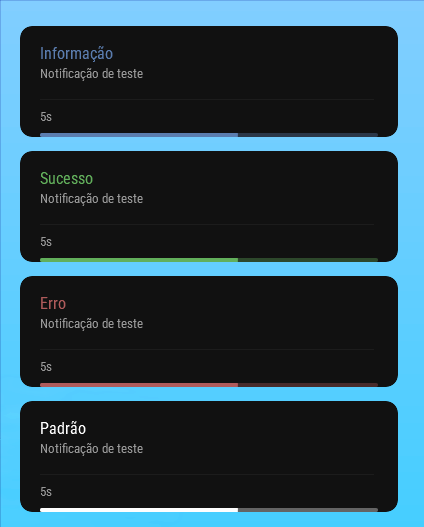 Informação
Notificação de teste
5s
Sucesso
Notificação de teste
5s
Erro
Notificação de teste
5s
Padrão
Notificação de teste
5s